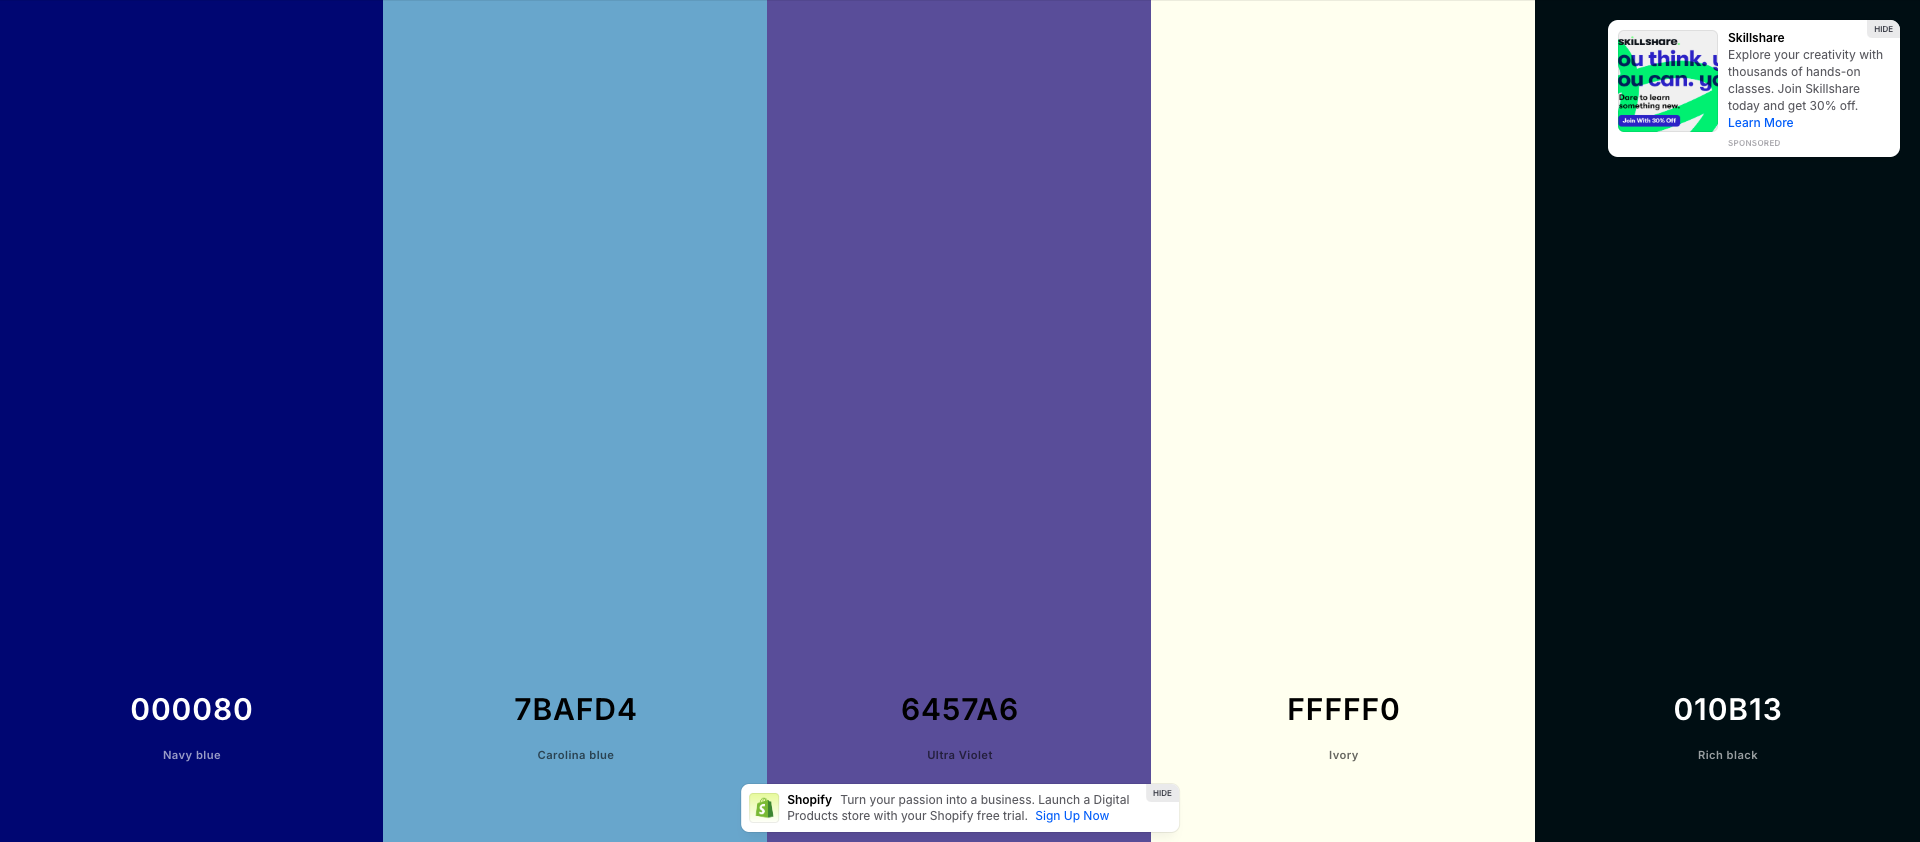 HIDE
SKILLSHARE
ou think. y
ou can. yo
Dare to learn
something new.
Join With 30% Off
Skillshare
Explore your creativity with
thousands of hands-on
classes. Join Skillshare
today and get 30% off.
Learn More
SPONSORED
000080
Navy blue
7BAFD4
Carolina blue
6457A6
Ultra Violet
FFFFF0
Ivory
010B13
Rich black
HIDE
Shopify Turn your passion into a business. Launch a Digital
Products store with your Shopify free trial. Sign Up Now